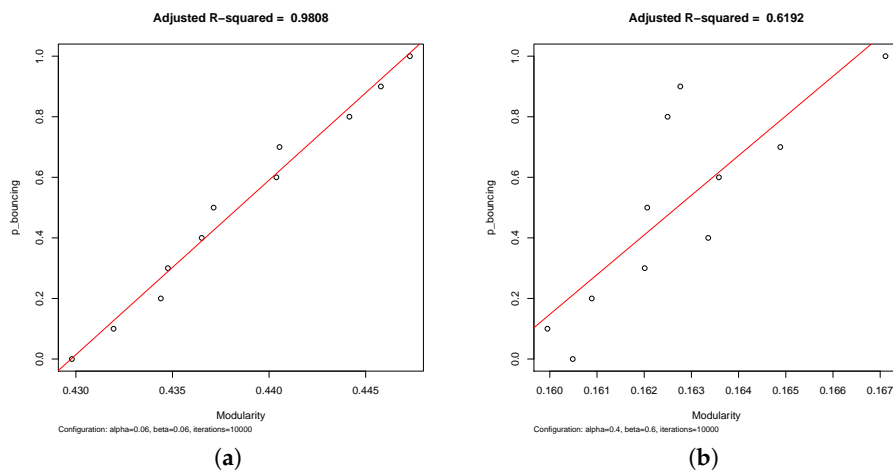 Adjusted R−squared = 0.9808
p_bouncing
1.0
0.8
0.6
0.4
0.2
0.0
0.430 0.435 0.440 0.445
Modularity
Configuration: alpha=0.06, beta=0.06, iterations=10000
(a)
Adjusted R−squared = 0.6192
p_bouncing
1.0
0.8
0.6
0.4
0.2
0.0
0.160 0.161 0.162 0.163 0.164 0.165 0.166 0.167
Modularity
Configuration: alpha=0.4, beta=0.6, iterations=10000
(b)